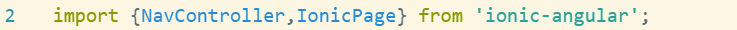 2 import {NavController,IonicPage} from 'ionic-angular';